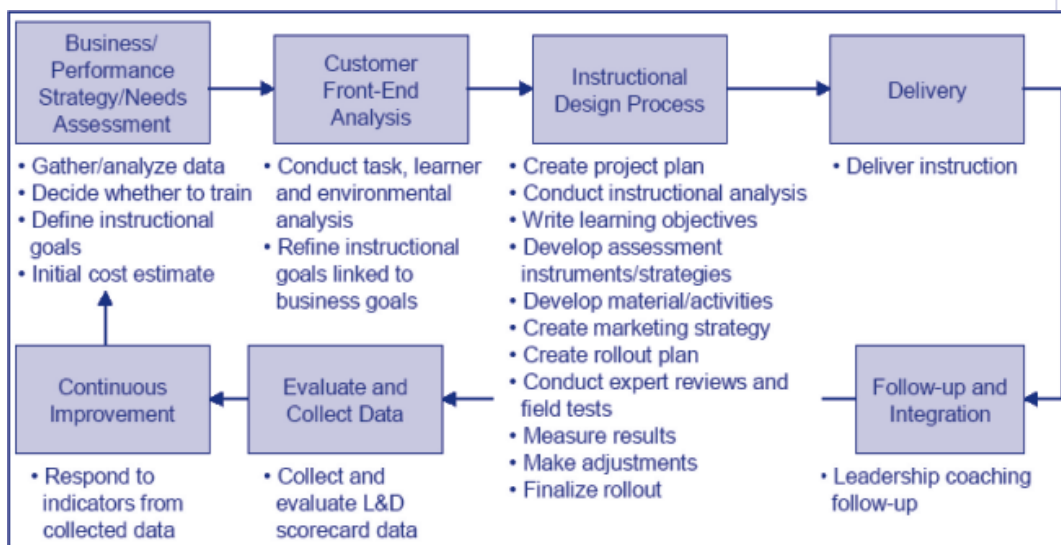 Business/
Performance
Strategy/Needs
Assessment
• Gather/analyze data
• Decide whether to train
• Define instructional
goals
• Initial cost estimate
Customer
Front-End
Analysis
• Conduct task, learner
and environmental
analysis
• Refine instructional
goals linked to
business goals
Instructional
Design Process
• Create project plan
• Conduct instructional analysis
• Write learning objectives
• Develop assessment
instruments/strategies
• Develop material/activities
• Create marketing strategy
• Create rollout plan
• Conduct expert reviews and
field tests
• Measure results
• Make adjustments
• Finalize rollout
Delivery
• Deliver instruction
Follow-up and
Integration
• Leadership coaching
follow-up
Evaluate and
Collect Data
• Collect and
evaluate L&D
scorecard data
Continuous
Improvement
• Respond to
indicators from
collected data